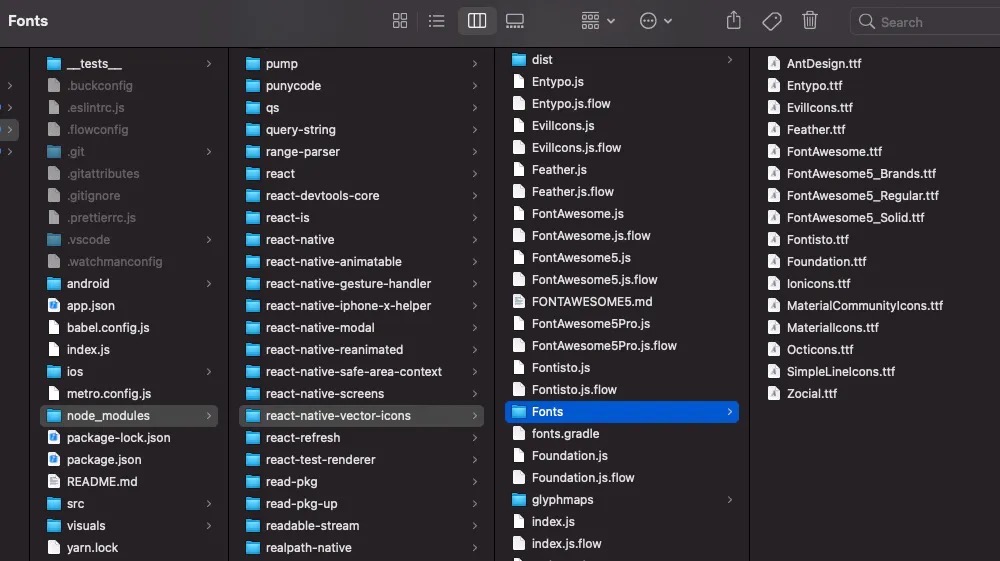 Fonts
Search
__tests__
.buckconfig
.eslintrc.js
.flowconfig
.git
.gitattributes
.gitignore
.prettierrc.js
.vscode
.watchmanconfig
android
app.json
babel.config.js
index.js
ios
metro.config.js
node_modules
package-lock.json
package.json
README.md
src
visuals
yarn.lock
pump
punycode
qs
query-string
range-parser
react
react-devtools-core
react-is
react-native
react-native-animatable
react-native-gesture-handler
react-native-iphone-x-helper
react-native-modal
react-native-reanimated
react-native-safe-area-context
react-native-screens
react-native-vector-icons
react-refresh
react-test-renderer
read-pkg
read-pkg-up
readable-stream
realpath-native
dist
Entypo.js
Entypo.js.flow
EvilIcons.js
EvilIcons.js.flow
Feather.js
Feather.js.flow
FontAwesome.js
FontAwesome.js.flow
FontAwesome5.js
FontAwesome5.js.flow
FONTAWESOME5.md
FontAwesome5Pro.js
FontAwesome5Pro.js.flow
Fontisto.js
Fontisto.js.flow
Fonts
fonts.gradle
Foundation.js
Foundation.js.flow
glyphmaps
index.js
index.js.flow
AntDesign.ttf
Entypo.ttf
EvilIcons.ttf
Feather.ttf
FontAwesome.ttf
FontAwesome5_Brands.ttf
FontAwesome5_Regular.ttf
FontAwesome5_Solid.ttf
Fontisto.ttf
Foundation.ttf
Ionicons.ttf
MaterialCommunityIcons.ttf
MaterialIcons.ttf
Octicons.ttf
SimpleLineIcons.ttf
Zocial.ttf